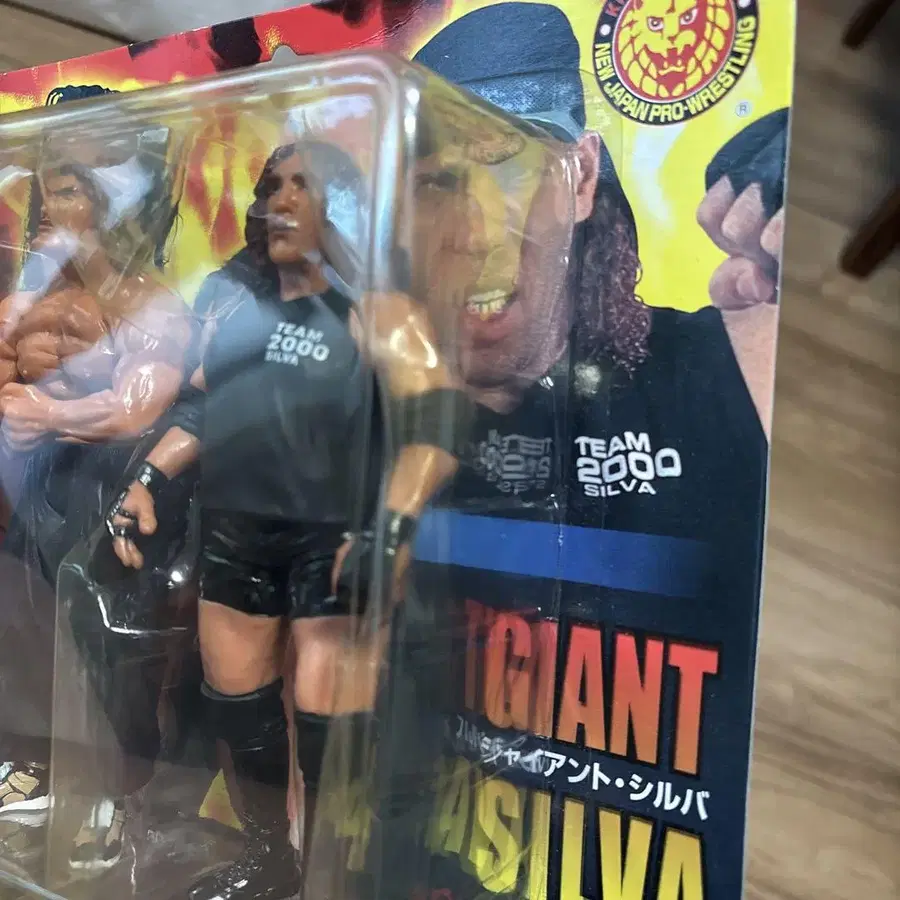 NEW JAPAN PRO-WRESTLING
®
TEAM
2000
SILVA
TEAM
2000
SILVA
GIANT
ジャイアント・シルバ
SILVA